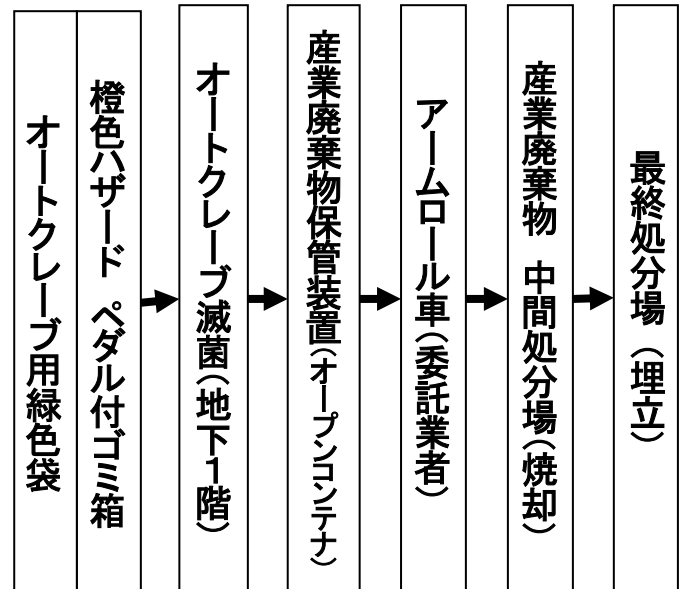 オートクレーブ用緑色袋
橙色ハザード ペダル付ゴミ箱
オートクレーブ滅菌(地下1階)
産業廃棄物保管装置(オープンコンテナ)
アームロール車(委託業者)
産業廃棄物 中間処分場(焼却)
最終処分場 (埋立)